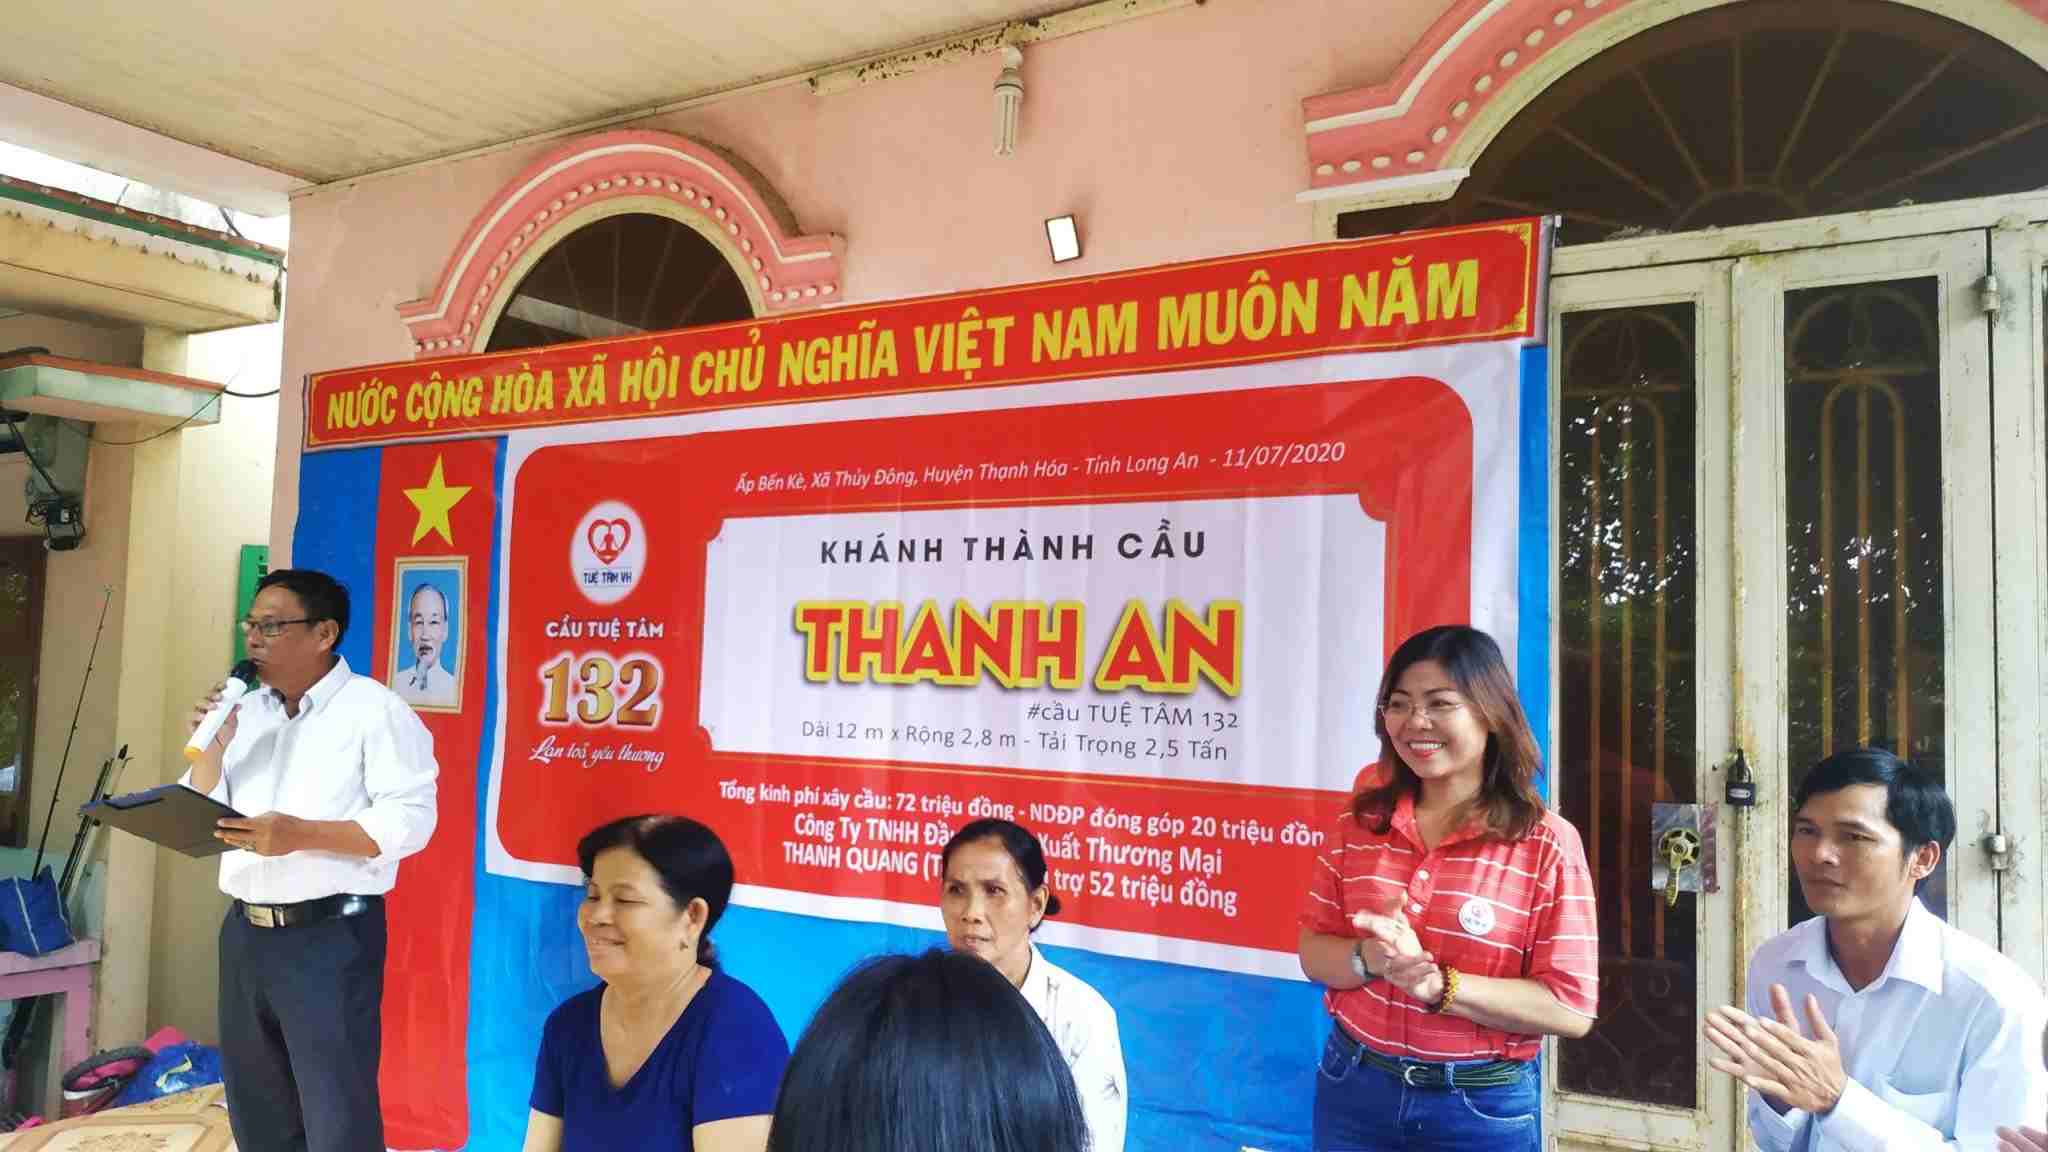 NƯỚC CỘNG HÒA XÃ HỘI CHỦ NGHĨA VIỆT NAM MUÔN NĂM
Ấp Bến Kè, Xã Thủy Đông, Huyện Thạnh Hóa - Tỉnh Long An - 11/07/2020
TUỆ TÂM VH
CẦU TUỆ TÂM
132
Lan toả yêu thương
KHÁNH THÀNH CẦU
THANH AN
#cầu TUỆ TÂM 132
Dài 12 m x Rộng 2,8 m - Tải Trọng 2,5 Tấn
Tổng kinh phí xây cầu: 72 triệu đồng - NDĐP đóng góp 20 triệu
Công Ty TNHH Xuất Thương Mại
THANH QUANG trợ 52 triệu đồng